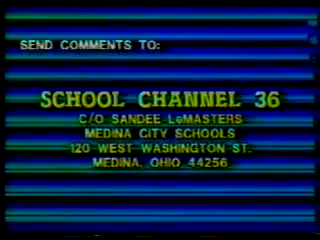 SEND COMMENTS TO:
SCHOOL CHANNEL 36
C/O SANDEE LeMASTERS
MEDINA CITY SCHOOLS
120 WEST WASHINGTON ST.
MEDINA, OHIO 44256